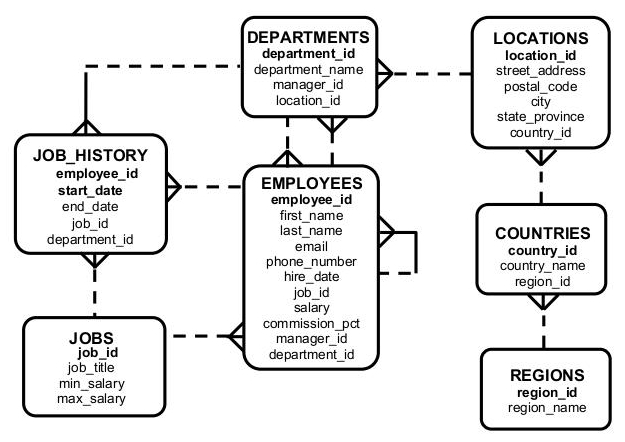 DEPARTMENTS
department_id
department_name
manager_id
location_id
LOCATIONS
location_id
street_address
postal_code
city
state_province
country_id
JOB_HISTORY
employee_id
start_date
end_date
job_id
department_id
EMPLOYEES
employee_id
first_name
last_name
email
phone_number
hire_date
job_id
salary
commission_pct
manager_id
department_id
COUNTRIES
country_id
country_name
region_id
JOBS
job_id
job_title
min_salary
max_salary
REGIONS
region_id
region_name